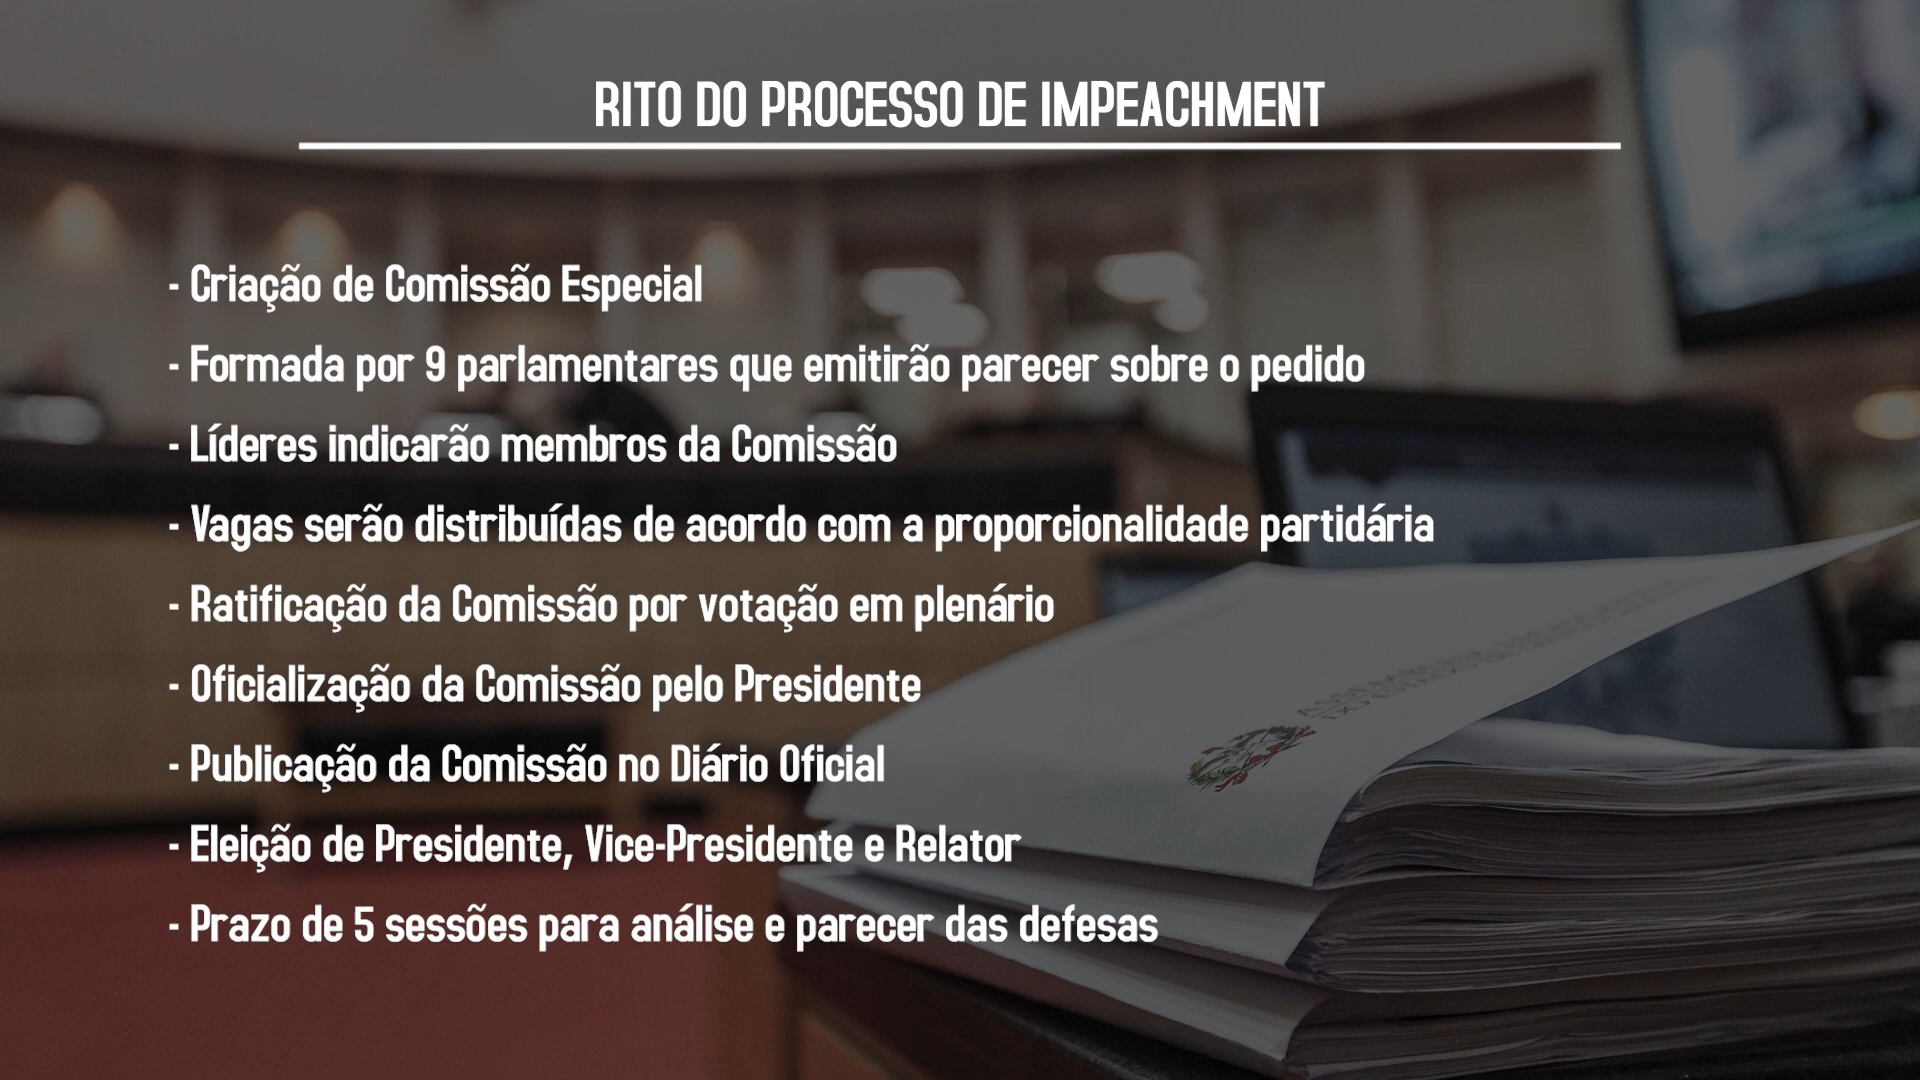 RITO DO PROCESSO DE IMPEACHMENT
- Criação de Comissão Especial
- Formada por 9 parlamentares que emitirão parecer sobre o pedido
- Líderes indicarão membros da Comissão
- Vagas serão distribuídas de acordo com a proporcionalidade partidária
- Ratificação da Comissão por votação em plenário
- Oficialização da Comissão pelo Presidente
- Publicação da Comissão no Diário Oficial
- Eleição de Presidente, Vice-Presidente e Relator
- Prazo de 5 sessões para análise e parecer das defesas